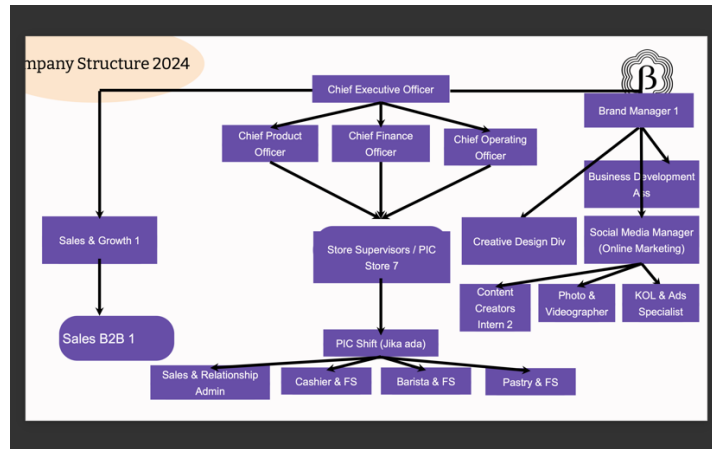 mpany Structure 2024
β
Chief Executive Officer
Brand Manager 1
Chief Product
Officer
Chief Finance
Officer
Chief Operating
Officer
Business Development
Ass
Sales & Growth 1
Store Supervisors / PIC
Store 7
Creative Design Div
Social Media Manager
(Online Marketing)
Content
Creators
Intern 2
Photo &
Videographer
KOL & Ads
Specialist
Sales B2B 1
PIC Shift (Jika ada)
Sales & Relationship
Admin
Cashier & FS
Barista & FS
Pastry & FS